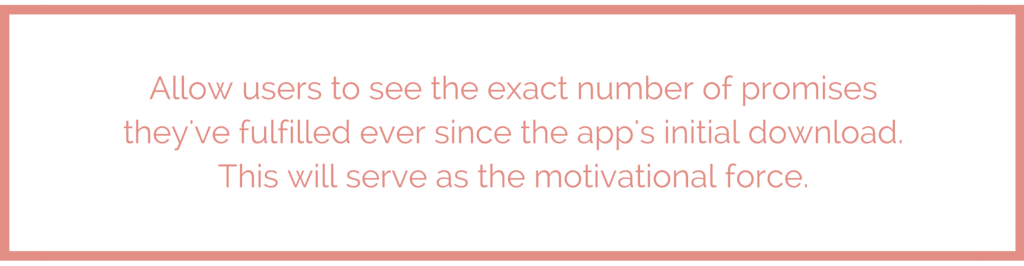 Allow users to see the exact number of promises
they've fulfilled ever since the app's initial download.
This will serve as the motivational force.